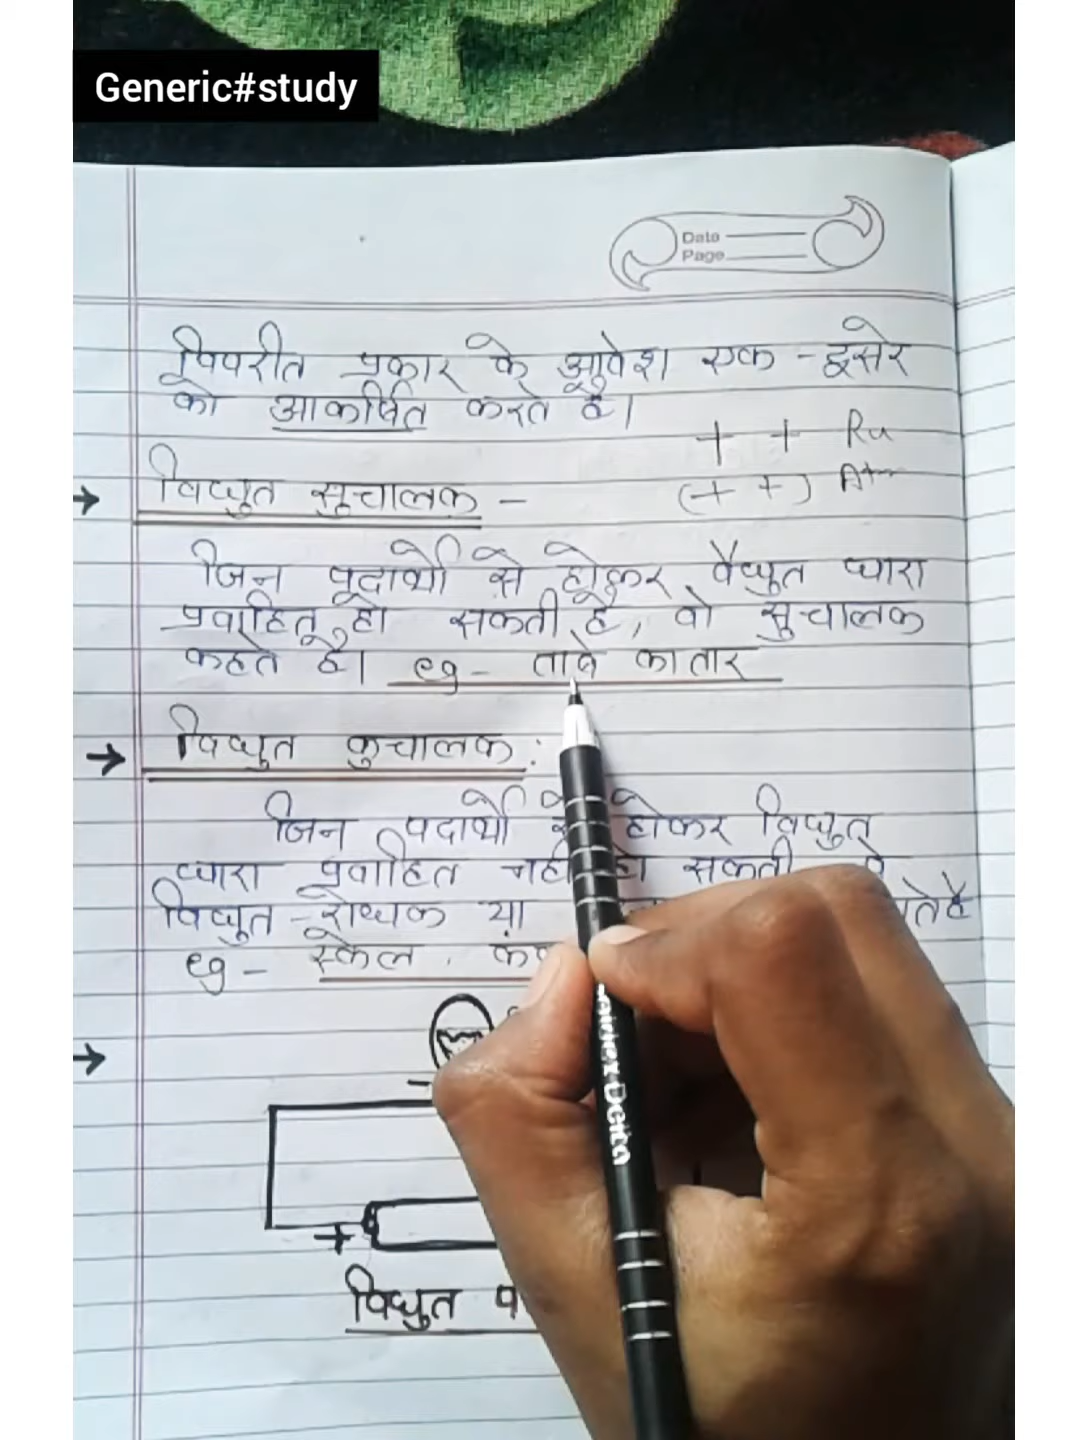 Generic#study
Date
Page
विपरीत प्रकार के आवेश एक - दूसरे
को आकर्षित करते है।
+ + Ru
(+ +)
विधुत सुचालक -
जिन पदार्थो से होकर वैधुत धारा
प्रवाहित हो सकती है, वो सुचालक
कहते है। eg - ताबे का तार
विधुत कुचालक :
जिन पदार्थो से होकर विधुत
धारा प्रवाहित नही हो सकती वे
विधुत - रोधक या
eg - स्केल ,
-
+
विधुत